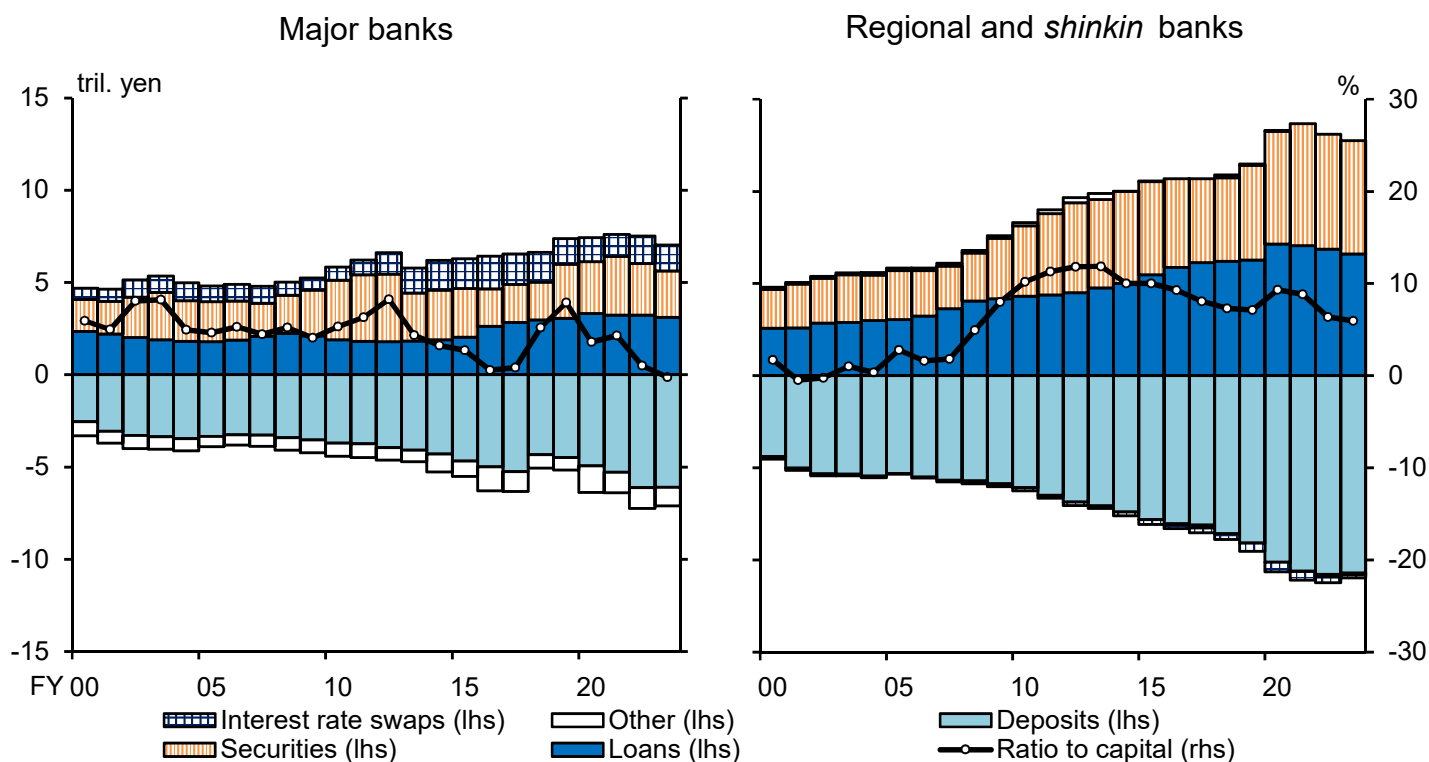 Major banks
Regional and shinkin banks
tril. yen
%
15
10
5
0
-5
-10
-15
30
20
10
0
-10
-20
-30
FY 00 05 10 15 20
00 05 10 15 20
Interest rate swaps (lhs)
Other (lhs)
Deposits (lhs)
Securities (lhs)
Loans (lhs)
Ratio to capital (rhs)